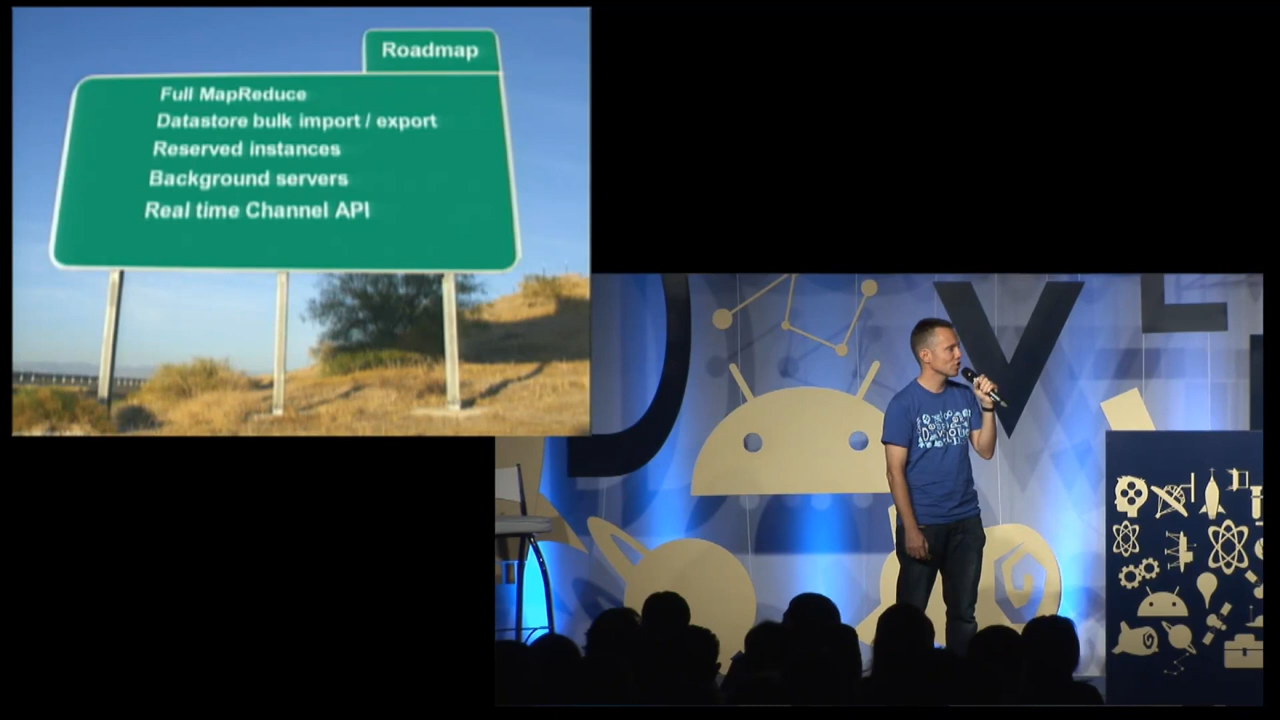 Roadmap
Full MapReduce
Datastore bulk import / export
Reserved instances
Background servers
Real time Channel API